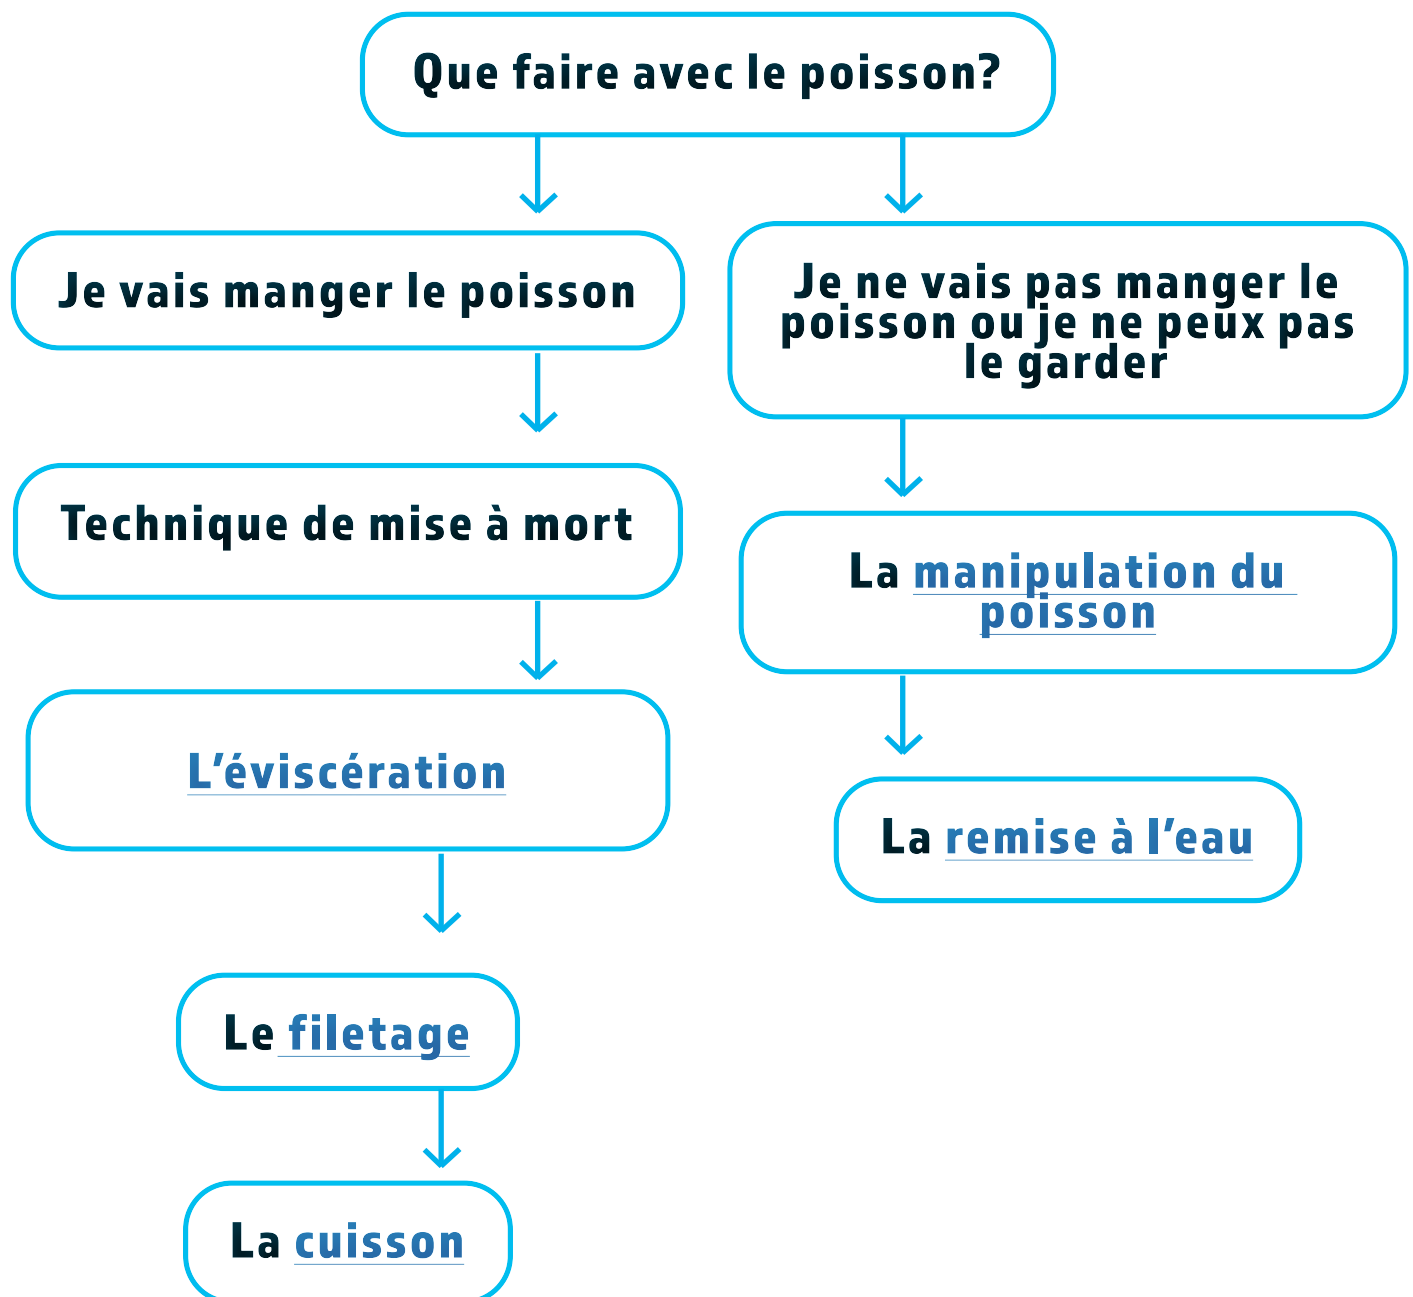 Que faire avec le poisson?
Je vais manger le poisson
Je ne vais pas manger le
poisson ou je ne peux pas
le garder
Technique de mise à mort
La manipulation du
poisson
L'éviscération
La remise à l'eau
Le filetage
La cuisson